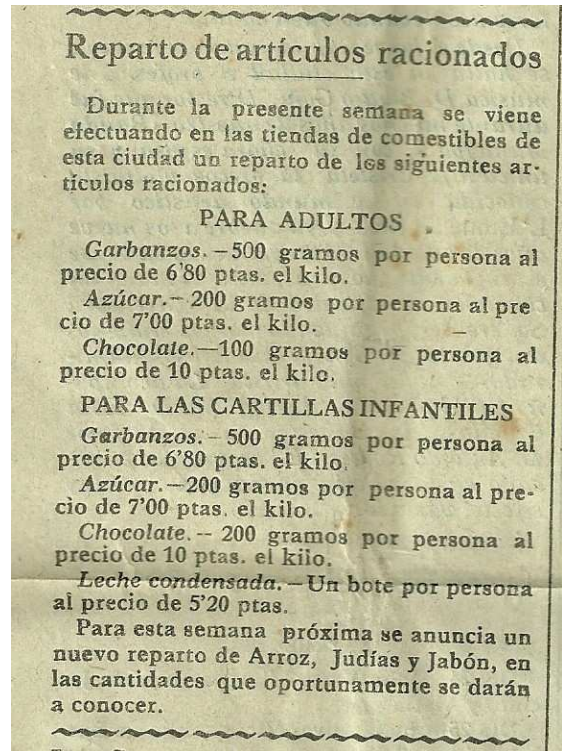 Reparto de artículos racionados
Durante la presente semana se viene
efectuando en las tiendas de comestibles de
esta ciudad un reparto de los siguientes ar-
tículos racionados:
PARA ADULTOS
Garbanzos.-500 gramos por persona al
precio de 6'80 ptas. el kilo.
Azúcar.-200 gramos por persona al pre
cio de 7'00 ptas. el kilo.
Chocolate.—100 gramos por persona al
precio de 10 ptas. el kilo.
PARA LAS CARTILLAS INFANTILES
Garbanzos.-500 gramos por persona al
precio de 6'80 ptas. el kilo.
Azúcar.—200 gramos por persona al pre-
cio de 7'00 ptas. el kilo.
Chocolate.--200 gramos por persona al
precio de 10 ptas. el kilo.
Leche condensada.—Un bote por persona
al precio de 5'20 ptas.
Para esta semana próxima se anuncia un
nuevo reparto de Arroz, Judías y Jabón, en
las cantidades que oportunamente se darán
a conocer.